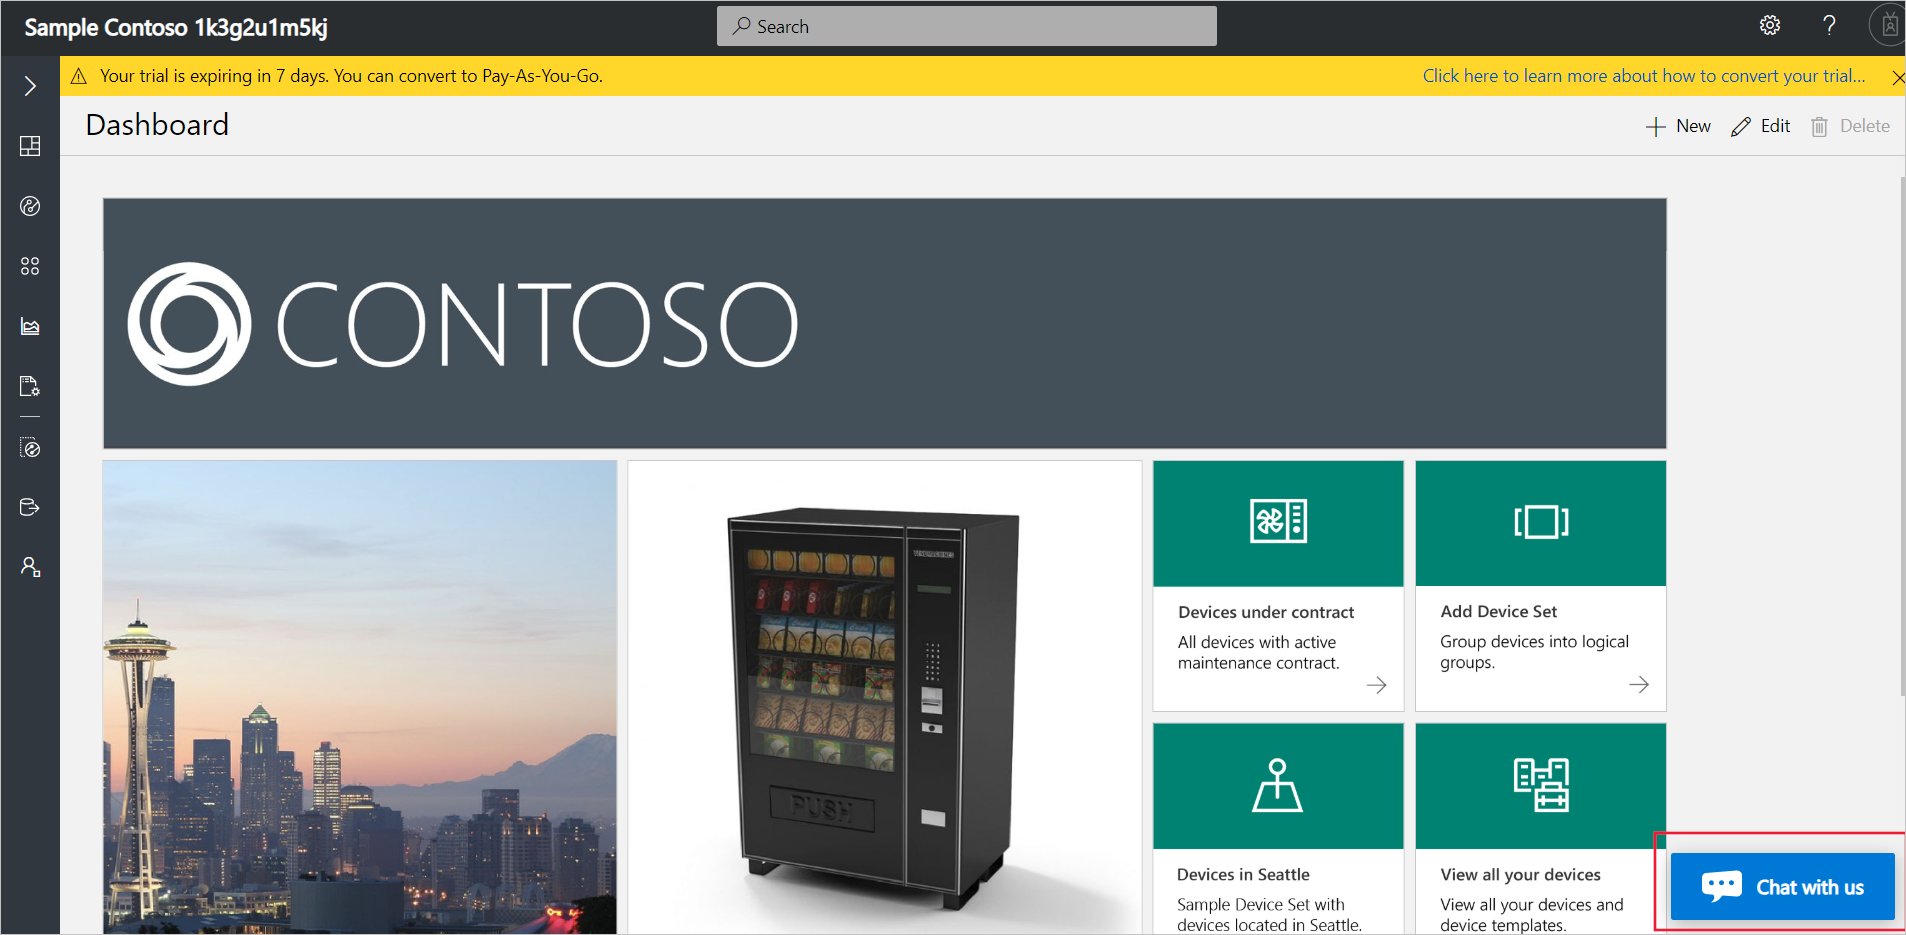 Sample Contoso 1k3g2u1m5kj
Search
?
Your trial is expiring in 7 days. You can convert to Pay-As-You-Go.
Click here to learn more about how to convert your trial...
Dashboard
New
Edit
Delete
CONTOSO
PUSH
Devices under contract
All devices with active
maintenance contract.
Add Device Set
Group devices into logical
groups.
Devices in Seattle
Sample Device Set with
devices located in Seattle.
View all your devices
View all your devices and
device templates.
Chat with us